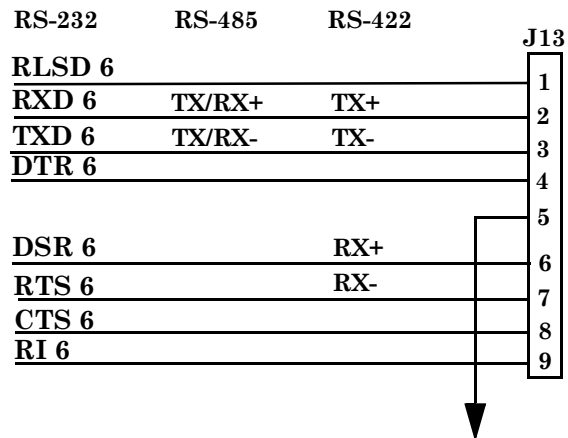 RS-232 RS-485 RS-422
J13
RLSD 6 1
RXD 6 TX/RX+ TX+ 2
TXD 6 TX/RX- TX- 3
DTR 6 4
5
DSR 6 RX+ 6
RTS 6 RX- 7
CTS 6 8
RI 6 9